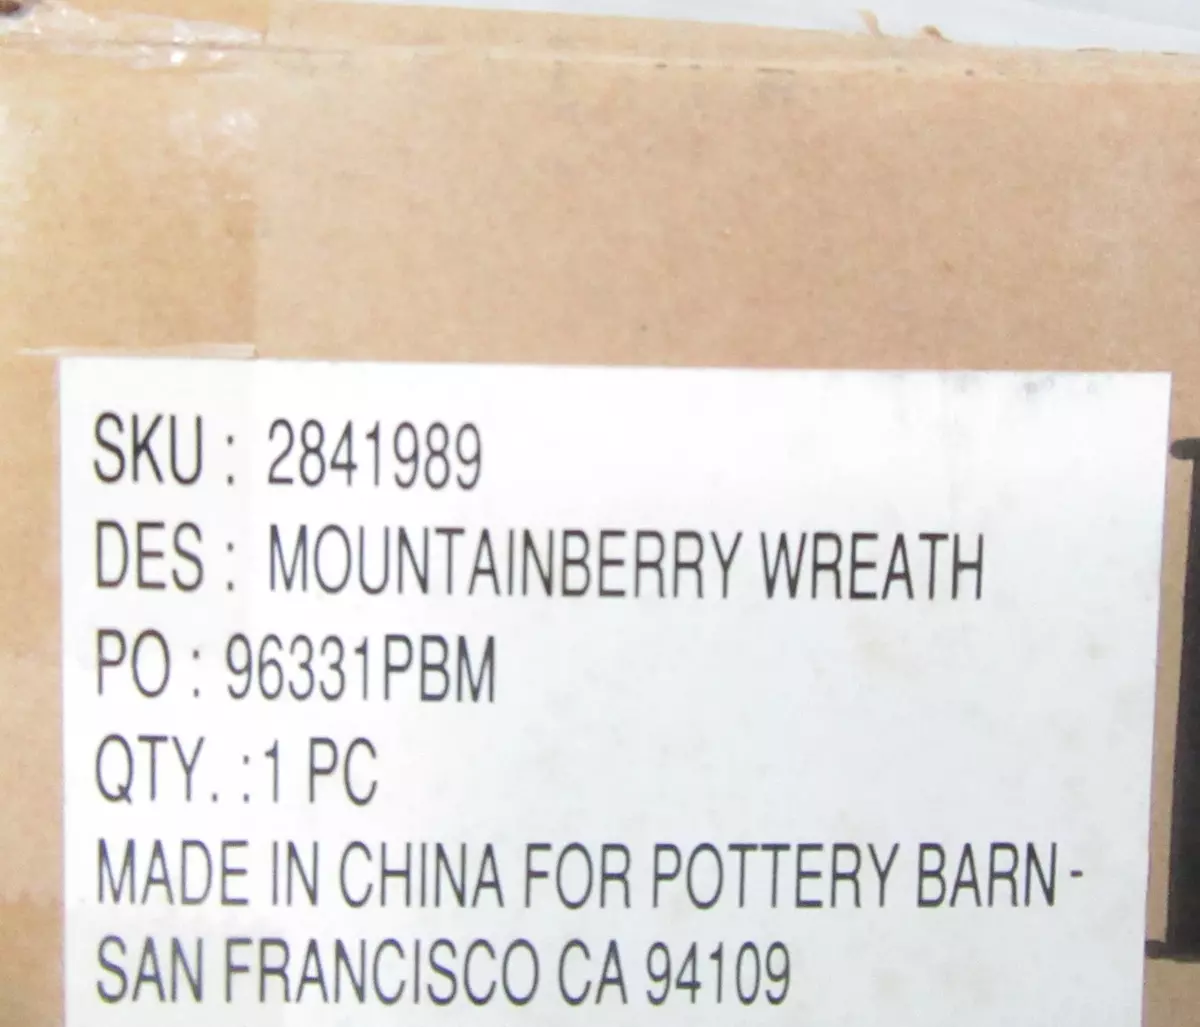 SKU : 2841989
DES : MOUNTAINBERRY WREATH
PO : 96331PBM
QTY. :1 PC
MADE IN CHINA FOR POTTERY BARN -
SAN FRANCISCO CA 94109